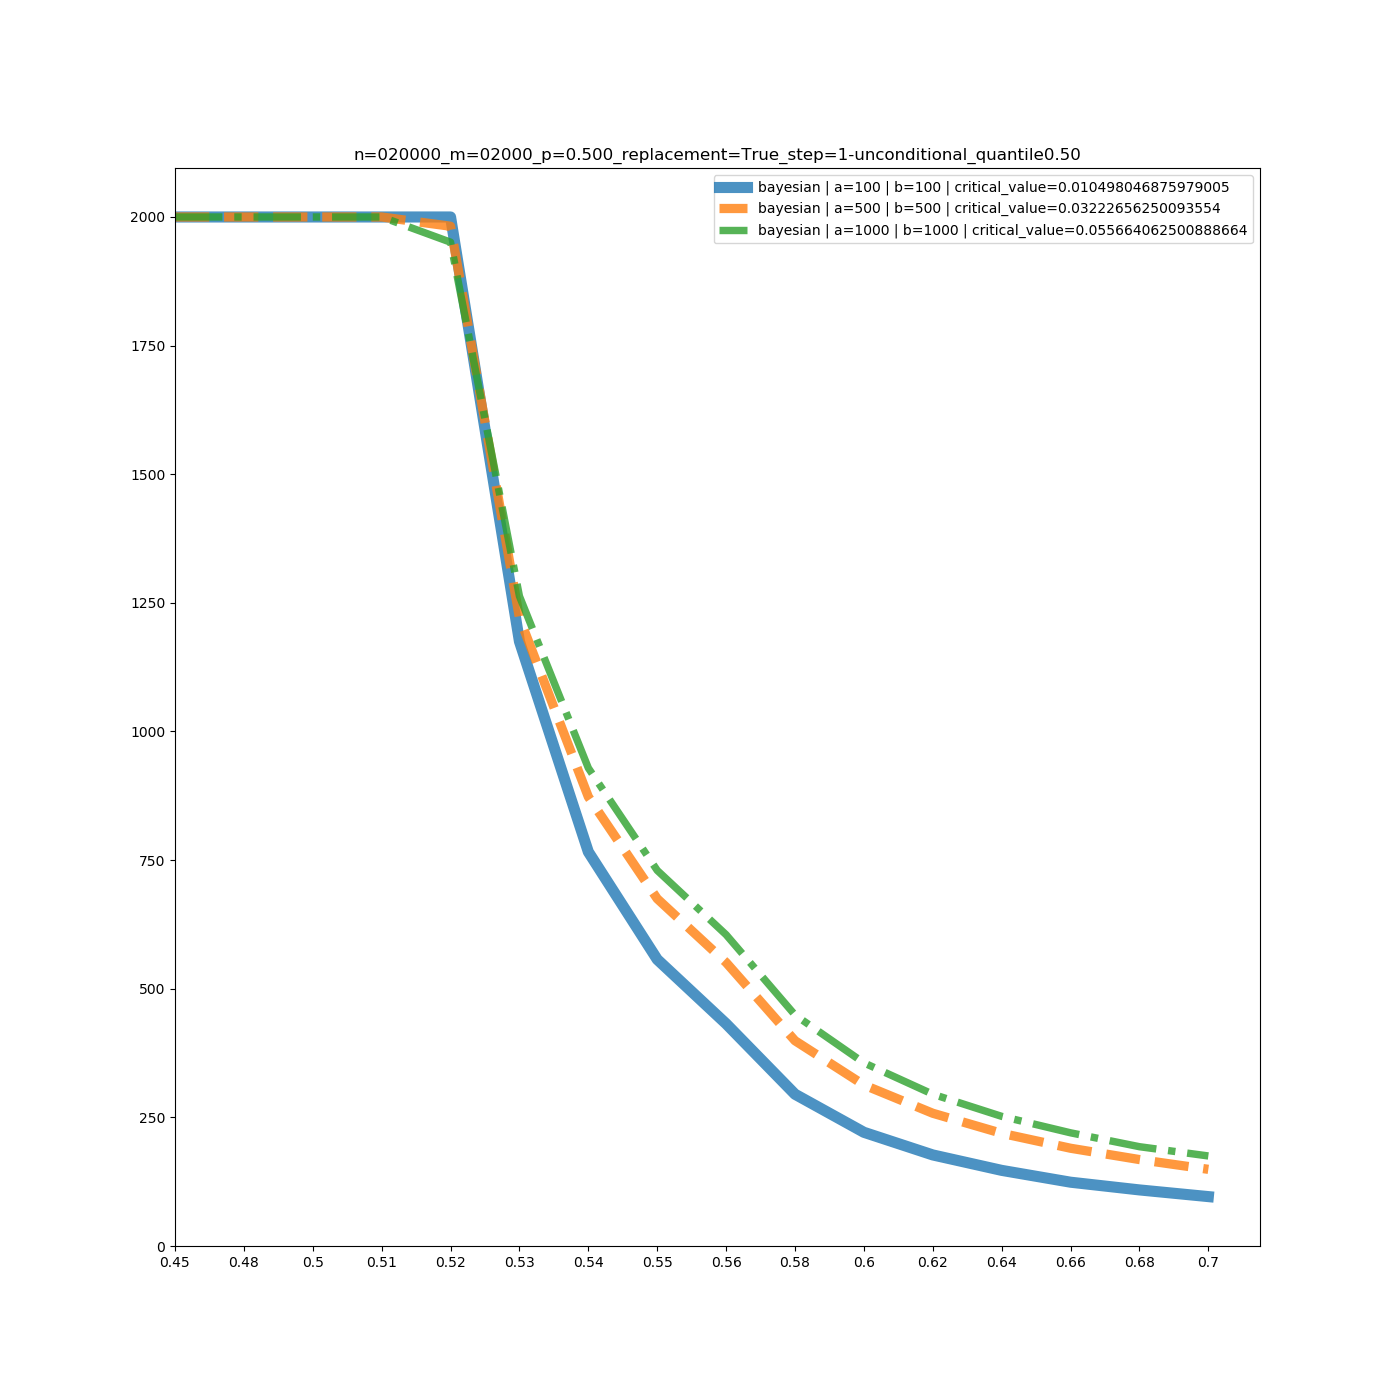 n=020000_m=02000_p=0.500_replacement=True_step=1-unconditional_quantile0.50
bayesian | a=100 | b=100 | critical_value=0.010498046875979005
bayesian | a=500 | b=500 | critical_value=0.03222656250093554
bayesian | a=1000 | b=1000 | critical_value=0.055664062500888664
2000
1750
1500
1250
1000
750
500
250
0
0.45 0.48 0.5 0.51 0.52 0.53 0.54 0.55 0.56 0.58 0.6 0.62 0.64 0.66 0.68 0.7